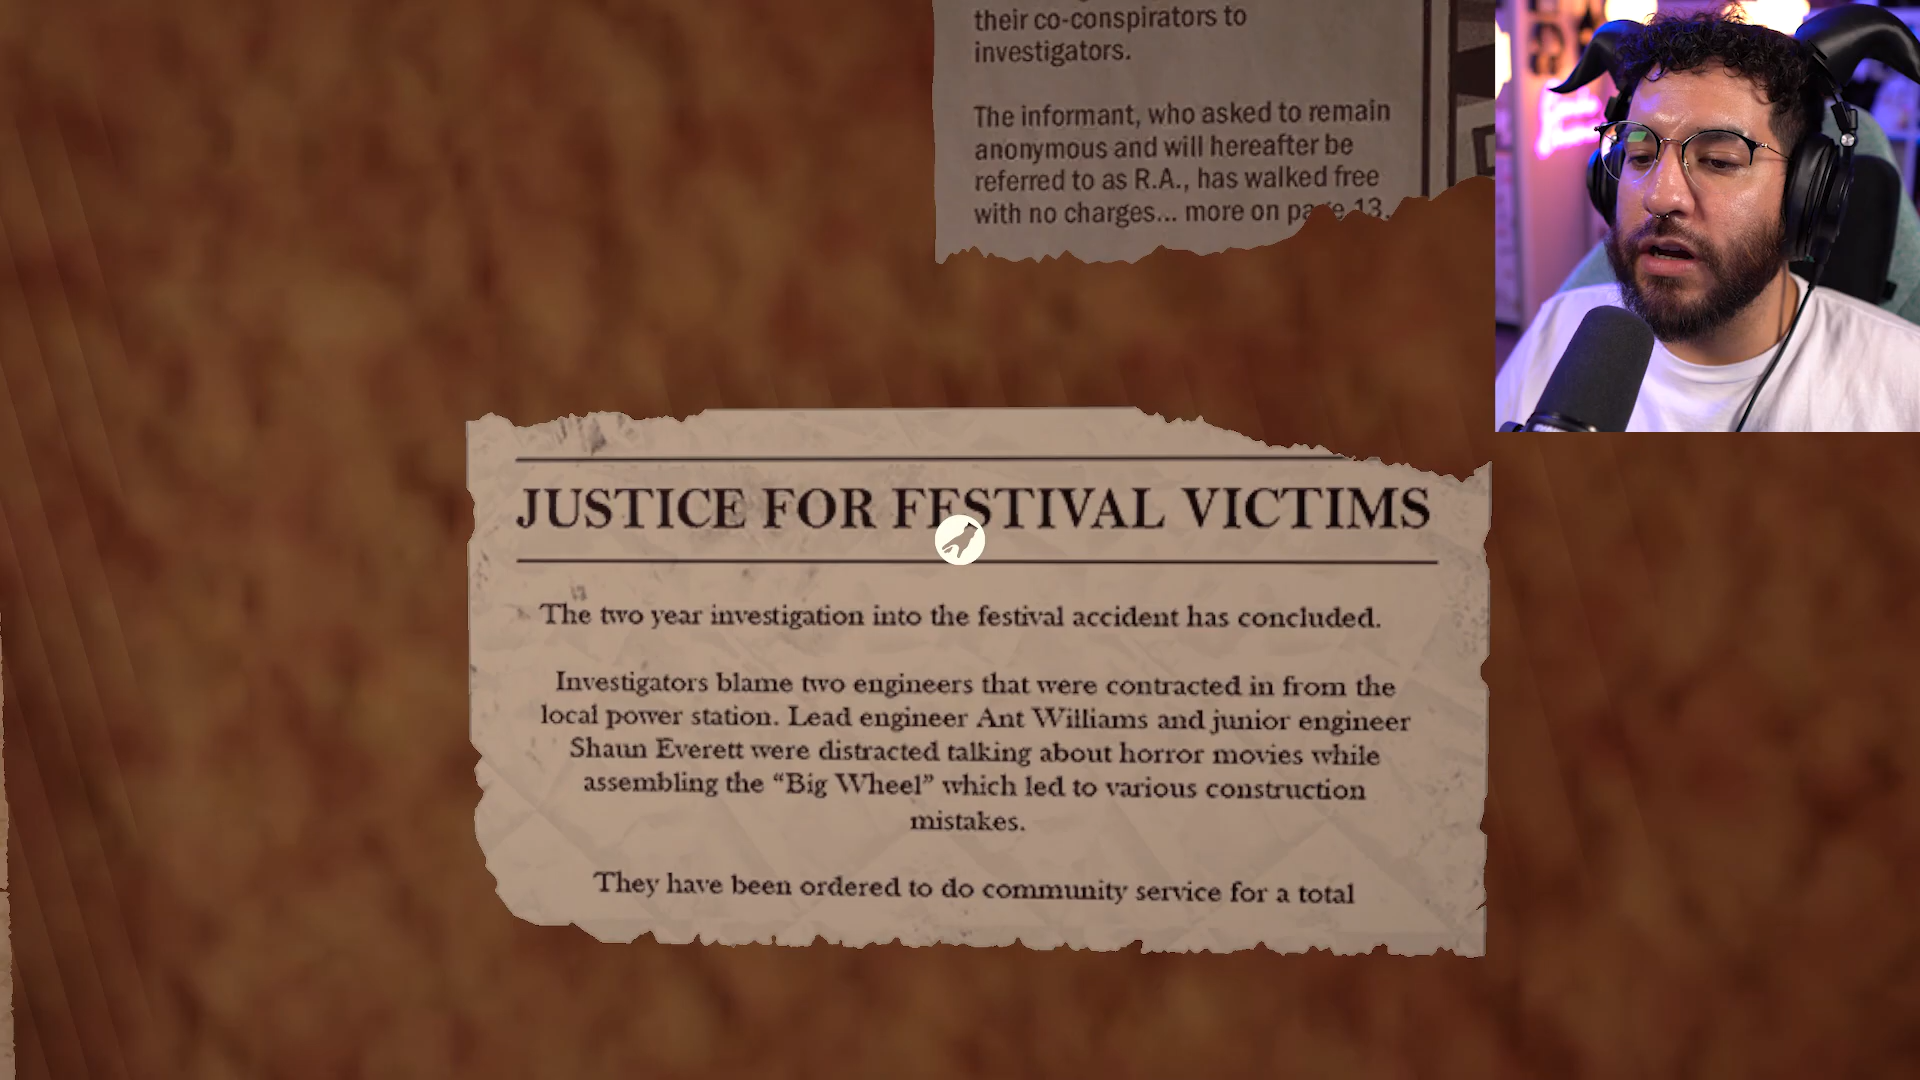 their co-conspirators to
investigators.
The informant, who asked to remain
anonymous and will hereafter be
referred to as R.A., has walked free
with no charges... more on page 13.
JUSTICE FOR FESTIVAL VICTIMS
The two year investigation into the festival accident has concluded.
Investigators blame two engineers that were contracted in from the
local power station. Lead engineer Ant Williams and junior engineer
Shaun Everett were distracted talking about horror movies while
assembling the “Big Wheel” which led to various construction
mistakes.
They have been ordered to do community service for a total